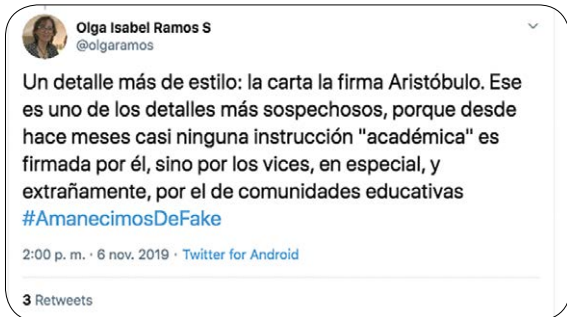 Olga Isabel Ramos S
@olgaramos
Un detalle más de estilo: la carta la firma Aristóbulo. Ese
es uno de los detalles más sospechosos, porque desde
hace meses casi ninguna instrucción "académica" es
firmada por él, sino por los vices, en especial, y
extrañamente, por el de comunidades educativas
#AmanecimosDeFake
2:00 p. m. · 6 nov. 2019 · Twitter for Android
3 Retweets